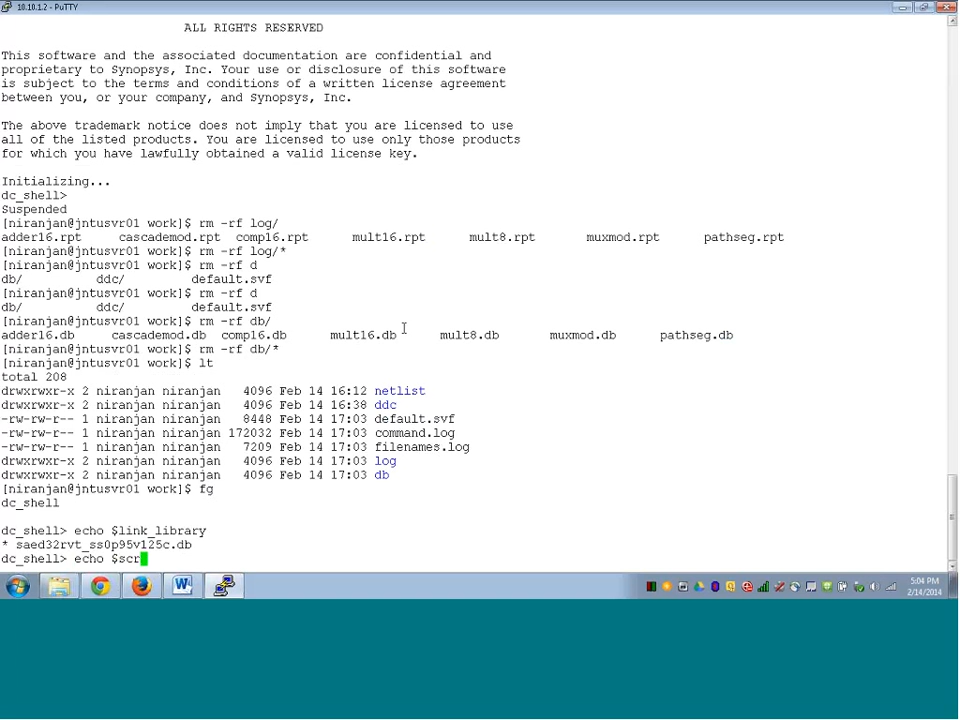 10.10.1.2 - PuTTY
ALL RIGHTS RESERVED
This software and the associated documentation are confidential and
proprietary to Synopsys, Inc. Your use or disclosure of this software
is subject to the terms and conditions of a written license agreement
between you, or your company, and Synopsys, Inc.
The above trademark notice does not imply that you are licensed to use
all of the listed products. You are licensed to use only those products
for which you have lawfully obtained a valid license key.
Initializing...
dc_shell>
Suspended
[niranjan@jntusvr01 work]$ rm -rf log/
adder16.rpt cascademod.rpt comp16.rpt mult16.rpt mult8.rpt muxmod.rpt pathseg.rpt
[niranjan@jntusvr01 work]$ rm -rf log/*
[niranjan@jntusvr01 work]$ rm -rf d
db/ ddc/ default.svf
[niranjan@jntusvr01 work]$ rm -rf d
db/ ddc/ default.svf
[niranjan@jntusvr01 work]$ rm -rf db/
adder16.db cascademod.db comp16.db mult16.db mult8.db muxmod.db pathseg.db
[niranjan@jntusvr01 work]$ rm -rf db/*
[niranjan@jntusvr01 work]$ lt
total 208
drwxrwxr-x 2 niranjan niranjan 4096 Feb 14 16:12 netlist
drwxrwxr-x 2 niranjan niranjan 4096 Feb 14 16:38 ddc
-rw-rw-r-- 1 niranjan niranjan 8448 Feb 14 17:03 default.svf
-rw-rw-r-- 1 niranjan niranjan 172032 Feb 14 17:03 command.log
-rw-rw-r-- 1 niranjan niranjan 7209 Feb 14 17:03 filenames.log
drwxrwxr-x 2 niranjan niranjan 4096 Feb 14 17:03 log
drwxrwxr-x 2 niranjan niranjan 4096 Feb 14 17:03 db
[niranjan@jntusvr01 work]$ fg
dc_shell
dc_shell> echo $link_library
* saed32rvt_ss0p95v125c.db
dc_shell> echo $scr
5:04 PM
2/14/2014